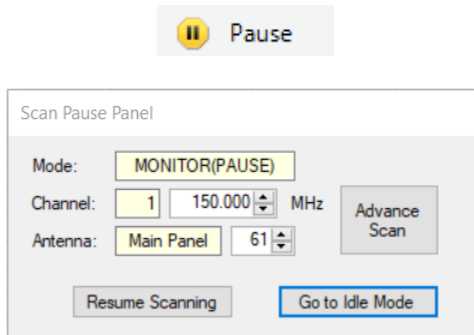 Pause
Scan Pause Panel
Mode: MONITOR(PAUSE)
Channel: 1 150.000 MHz
Advance
Scan
Antenna: Main Panel 61
Resume Scanning Go to Idle Mode